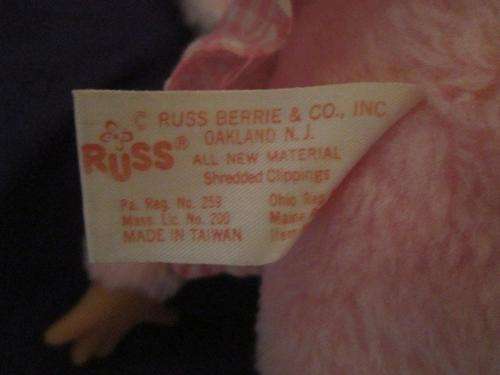 © RUSS BERRIE & CO., INC
OAKLAND N.J.
RUSS®
ALL NEW MATERIAL
Shredded Clippings
Pa. Reg. No. 259 Ohio Reg
Mass. Lic. No. 200 Maine
MADE IN TAIWAN